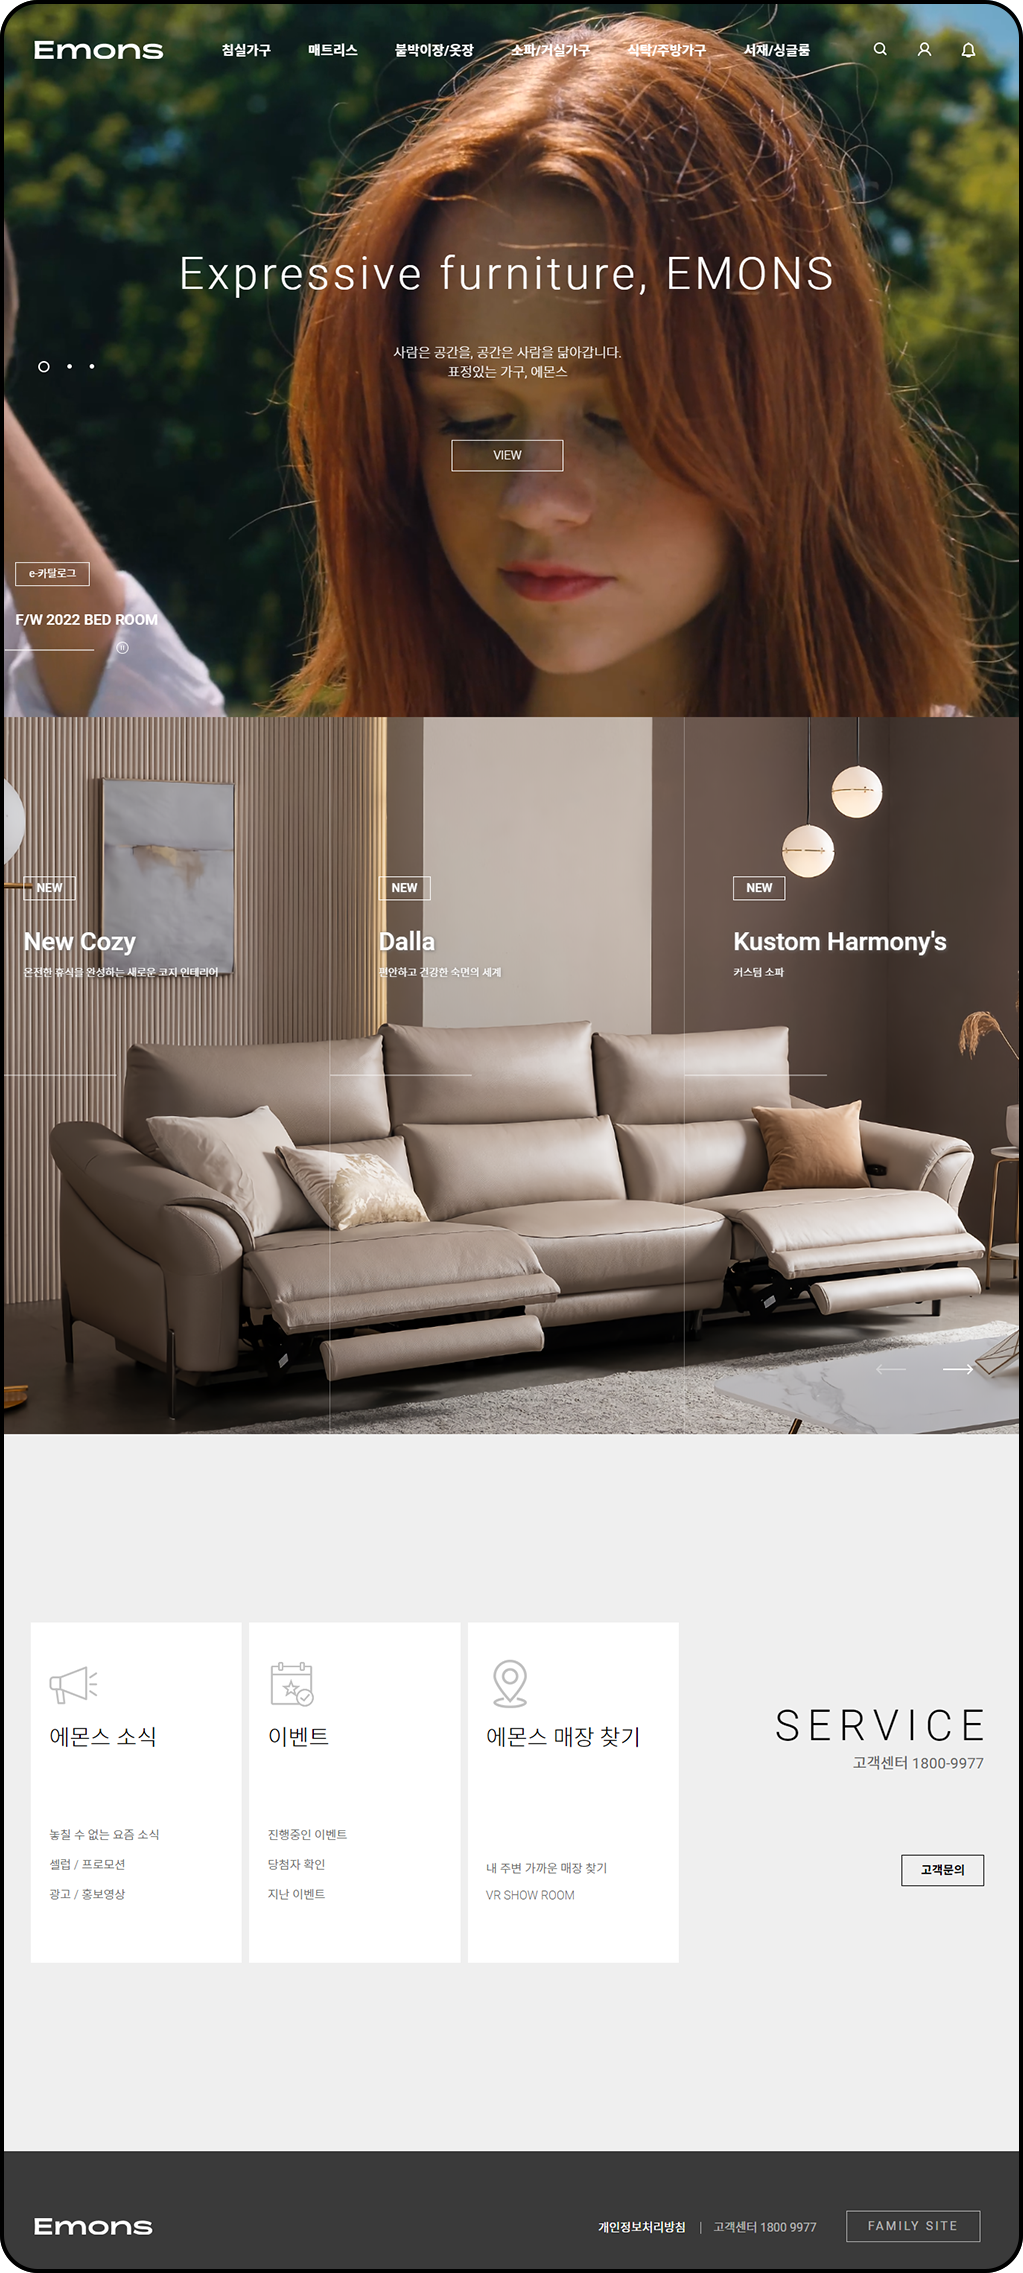 Emons
침실가구 매트리스 붙박이장/옷장 소파/거실가구 식탁/주방가구 서재/싱글룸
Expressive furniture, EMONS
사람은 공간을, 공간은 사람을 닮아갑니다.
표정있는 가구, 에몬스
VIEW
e-카탈로그
F/W 2022 BED ROOM
NEW
New Cozy
온전한 휴식을 완성하는 새로운 코지 인테리어
NEW
Dalla
편안하고 건강한 숙면의 세계
NEW
Kustom Harmony's
커스텀 소파
에몬스 소식
놓칠 수 없는 요즘 소식
셀럽 / 프로모션
광고 / 홍보영상
이벤트
진행중인 이벤트
당첨자 확인
지난 이벤트
에몬스 매장 찾기
내 주변 가까운 매장 찾기
VR SHOW ROOM
SERVICE
고객센터 1800-9977
고객문의
Emons
개인정보처리방침 | 고객센터 1800 9977
FAMILY SITE